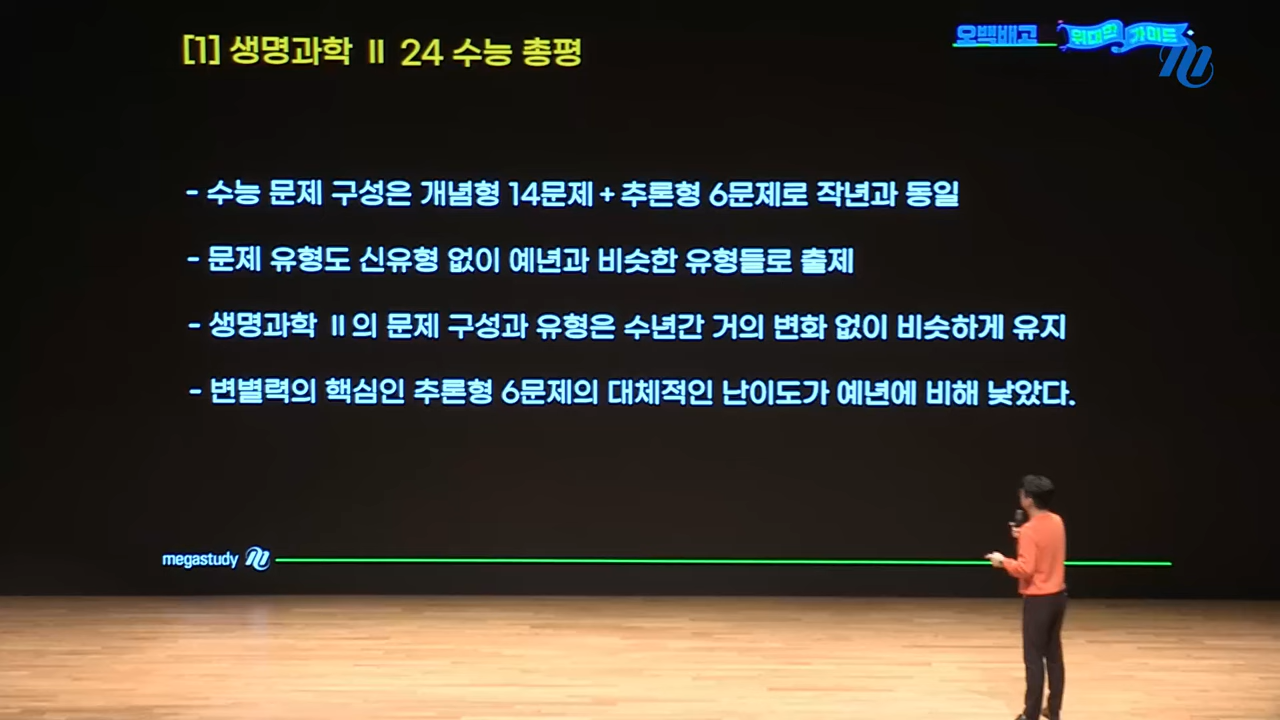 [1] 생명과학 Ⅱ 24 수능 총평
오백배고 위대한 가이드
- 수능 문제 구성은 개념형 14문제 + 추론형 6문제로 작년과 동일
- 문제 유형도 신유형 없이 예년과 비슷한 유형들로 출제
- 생명과학 Ⅱ의 문제 구성과 유형은 수년간 거의 변화 없이 비슷하게 유지
- 변별력의 핵심인 추론형 6문제의 대체적인 난이도가 예년에 비해 낮았다.
megastudy